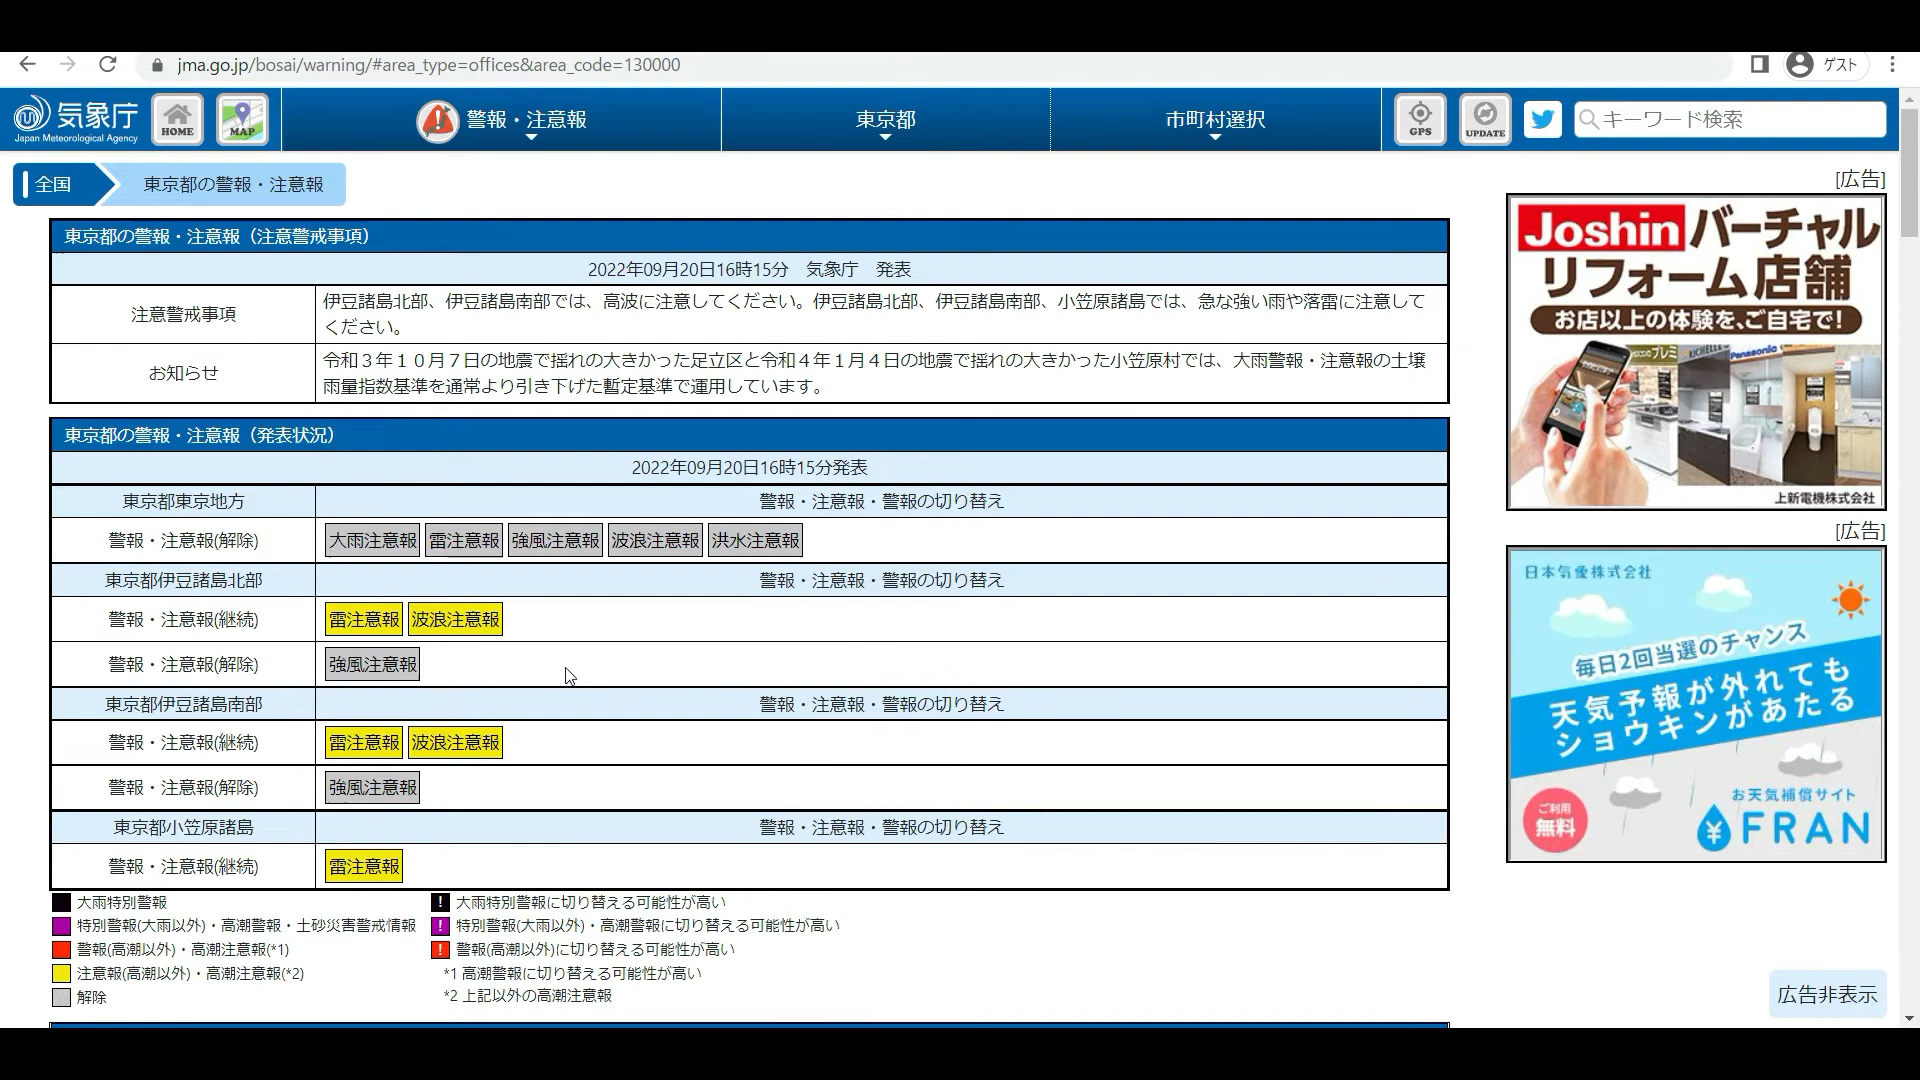 jma.go.jp/bosai/warning/#area_type=offices&area_code=130000
ゲスト
気象庁
Japan Meteorological Agency
HOME
MAP
警報・注意報
東京都
市町村選択
GPS
UPDATE
キーワード検索
全国
東京都の警報・注意報
[広告]
東京都の警報・注意報（注意警戒事項）
2022年09月20日16時15分　気象庁　発表
注意警戒事項
伊豆諸島北部、伊豆諸島南部では、高波に注意してください。伊豆諸島北部、伊豆諸島南部、小笠原諸島では、急な強い雨や落雷に注意して
ください。
お知らせ
令和３年１０月７日の地震で揺れの大きかった足立区と令和４年１月４日の地震で揺れの大きかった小笠原村では、大雨警報・注意報の土壌
雨量指数基準を通常より引き下げた暫定基準で運用しています。
東京都の警報・注意報（発表状況）
2022年09月20日16時15分発表
東京都東京地方
警報・注意報・警報の切り替え
警報・注意報(解除)
大雨注意報 雷注意報 強風注意報 波浪注意報 洪水注意報
東京都伊豆諸島北部
警報・注意報・警報の切り替え
警報・注意報(継続)
雷注意報 波浪注意報
警報・注意報(解除)
強風注意報
東京都伊豆諸島南部
警報・注意報・警報の切り替え
警報・注意報(継続)
雷注意報 波浪注意報
警報・注意報(解除)
強風注意報
東京都小笠原諸島
警報・注意報・警報の切り替え
警報・注意報(継続)
雷注意報
大雨特別警報
特別警報(大雨以外)・高潮警報・土砂災害警戒情報
警報(高潮以外)・高潮注意報(*1)
注意報(高潮以外)・高潮注意報(*2)
解除
! 大雨特別警報に切り替える可能性が高い
! 特別警報(大雨以外)・高潮警報に切り替える可能性が高い
! 警報(高潮以外)に切り替える可能性が高い
*1 高潮警報に切り替える可能性が高い
*2 上記以外の高潮注意報
Joshin バーチャル
リフォーム店舗
お店以上の体験を、ご自宅で!
Panasonic
上新電機株式会社
[広告]
日本気象株式会社
毎日2回当選のチャンス
天気予報が外れても
ショウキンがあたる
ご利用
無料
お天気補償サイト
¥ FRAN
広告非表示